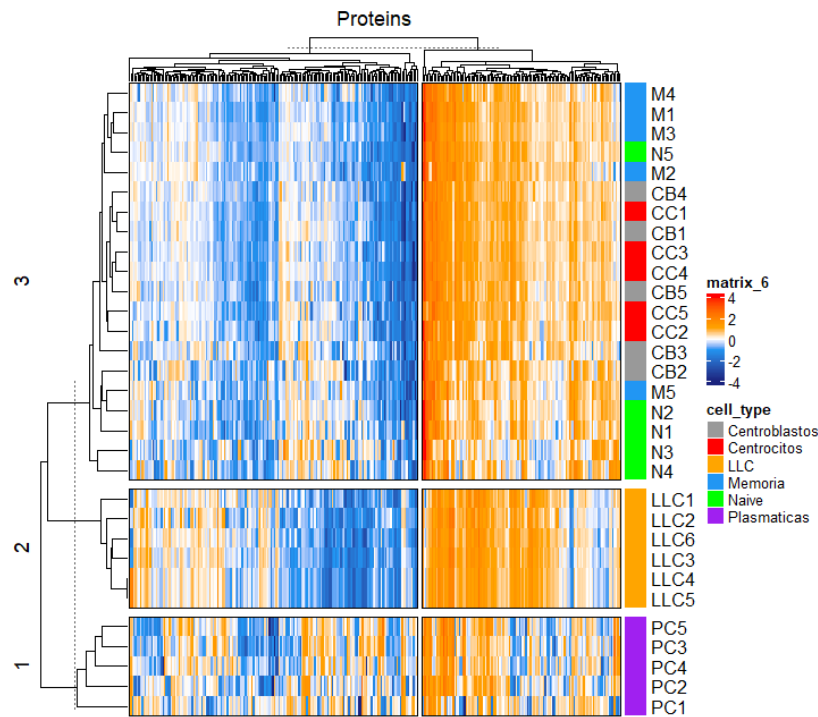 Proteins
3
2
1
M4
M1
M3
N5
M2
CB4
CC1
CB1
CC3
CC4
CB5
CC5
CC2
CB3
CB2
M5
N2
N1
N3
N4
LLC1
LLC2
LLC6
LLC3
LLC4
LLC5
PC5
PC3
PC4
PC2
PC1
matrix_6
4
2
0
-2
-4
cell_type
Centroblastos
Centrocitos
LLC
Memoria
Naive
Plasmaticas